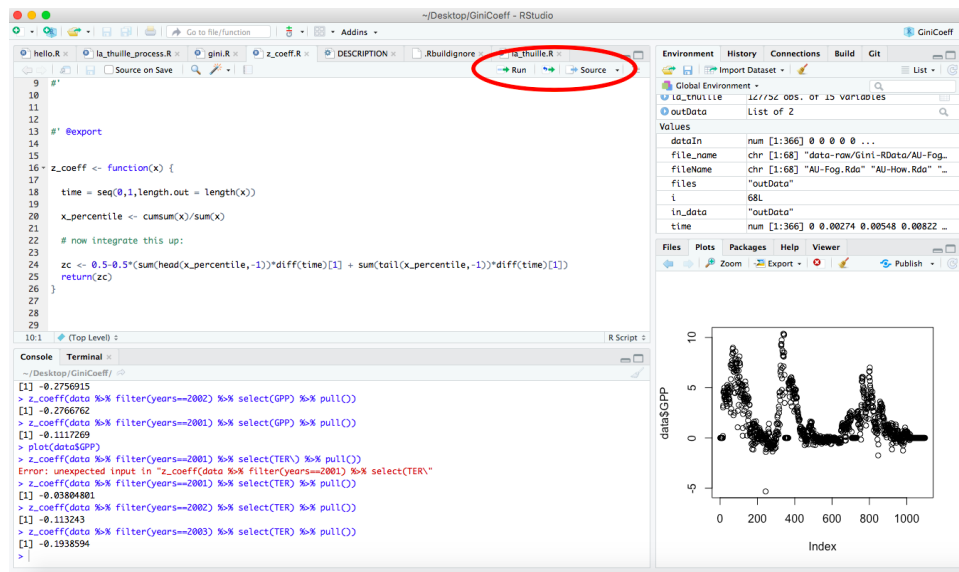 ~/Desktop/GiniCoeff - RStudio
Go to file/function
Addins
GiniCoeff
hello.R
la_thuille_process.R
gini.R
z_coeff.R
DESCRIPTION
.Rbuildignore
la_thuille.R
Source on Save
Run
Source
9 #'
10
11
12
13 #' @export
14
15
16 z_coeff <- function(x) {
17
18 time = seq(0,1,length.out = length(x))
19
20 x_percentile <- cumsum(x)/sum(x)
21
22 # now integrate this up:
23
24 zc <- 0.5-0.5*(sum(head(x_percentile,-1))*diff(time)[1] + sum(tail(x_percentile,-1))*diff(time)[1])
25 return(zc)
26 }
27
28
29
10:1 (Top Level) R Script
Console Terminal
~/Desktop/GiniCoeff/
[1] -0.2756915
> z_coeff(data %>% filter(years==2002) %>% select(GPP) %>% pull())
[1] -0.2766762
> z_coeff(data %>% filter(years==2001) %>% select(GPP) %>% pull())
[1] -0.1117269
> plot(data$GPP)
> z_coeff(data %>% filter(years==2001) %>% select(TER\) %>% pull())
Error: unexpected input in "z_coeff(data %>% filter(years==2001) %>% select(TER\"
> z_coeff(data %>% filter(years==2001) %>% select(TER) %>% pull())
[1] -0.03804801
> z_coeff(data %>% filter(years==2002) %>% select(TER) %>% pull())
[1] -0.113243
> z_coeff(data %>% filter(years==2003) %>% select(TER) %>% pull())
[1] -0.1938594
>
Environment History Connections Build Git
Import Dataset List
Global Environment
la_thuille 127752 obs. of 15 variables
outData List of 2
Values
dataIn num [1:366] 0 0 0 0 0 ...
file_name chr [1:68] "data-raw/Gini-RData/AU-Fog…
fileName chr [1:68] "AU-Fog.Rda" "AU-How.Rda" "…
files "outData"
i 68L
in_data "outData"
time num [1:366] 0 0.00274 0.00548 0.00822 …
Files Plots Packages Help Viewer
Zoom Export Publish
data$GPP
10
5
0
-5
0 200 400 600 800 1000
Index